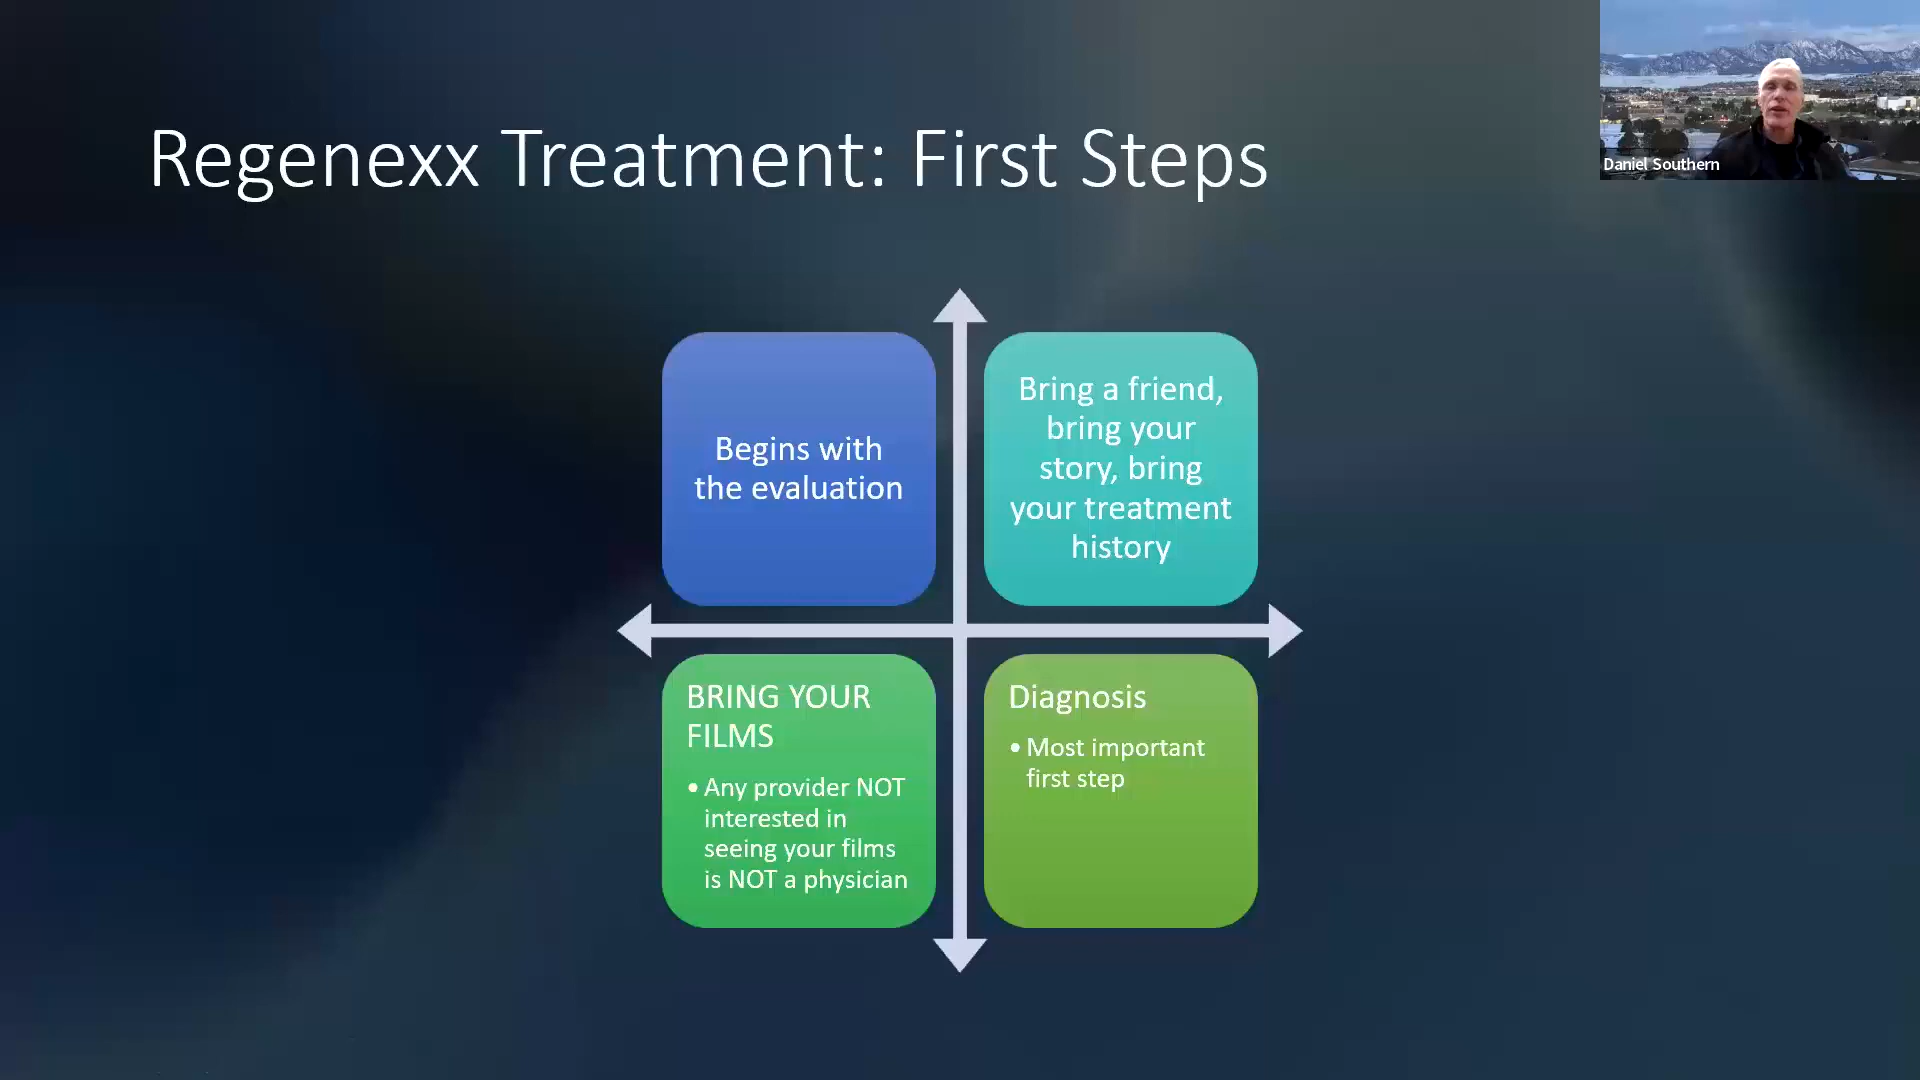 Regenexx Treatment: First Steps
Daniel Southern
Begins with
the evaluation
Bring a friend,
bring your
story, bring
your treatment
history
BRING YOUR
FILMS
• Any provider NOT
interested in
seeing your films
is NOT a physician
Diagnosis
• Most important
first step